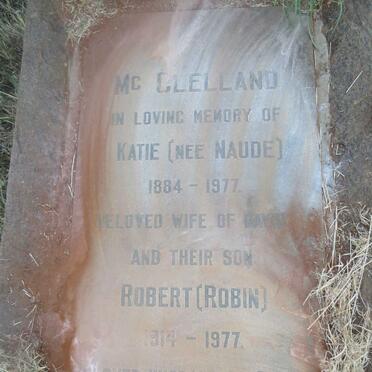 Mc CLELLAND
IN LOVING MEMORY OF
KATIE (NEE NAUDE)
1884 - 1977.
BELOVED WIFE OF DAVID
AND THEIR SON
ROBERT (ROBIN)
1914 - 1977.